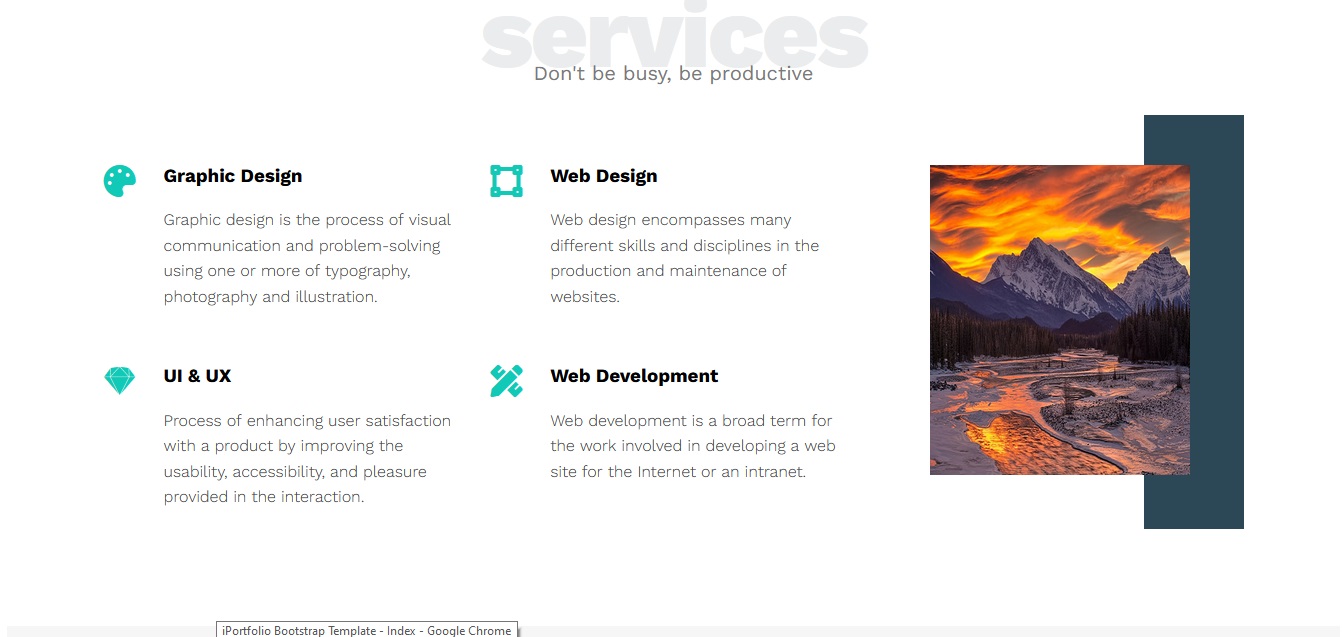 services
Don't be busy, be productive
Graphic Design
Graphic design is the process of visual
communication and problem-solving
using one or more of typography,
photography and illustration.
Web Design
Web design encompasses many
different skills and disciplines in the
production and maintenance of
websites.
UI & UX
Process of enhancing user satisfaction
with a product by improving the
usability, accessibility, and pleasure
provided in the interaction.
Web Development
Web development is a broad term for
the work involved in developing a web
site for the Internet or an intranet.
iPortfolio Bootstrap Template - Index - Google Chrome